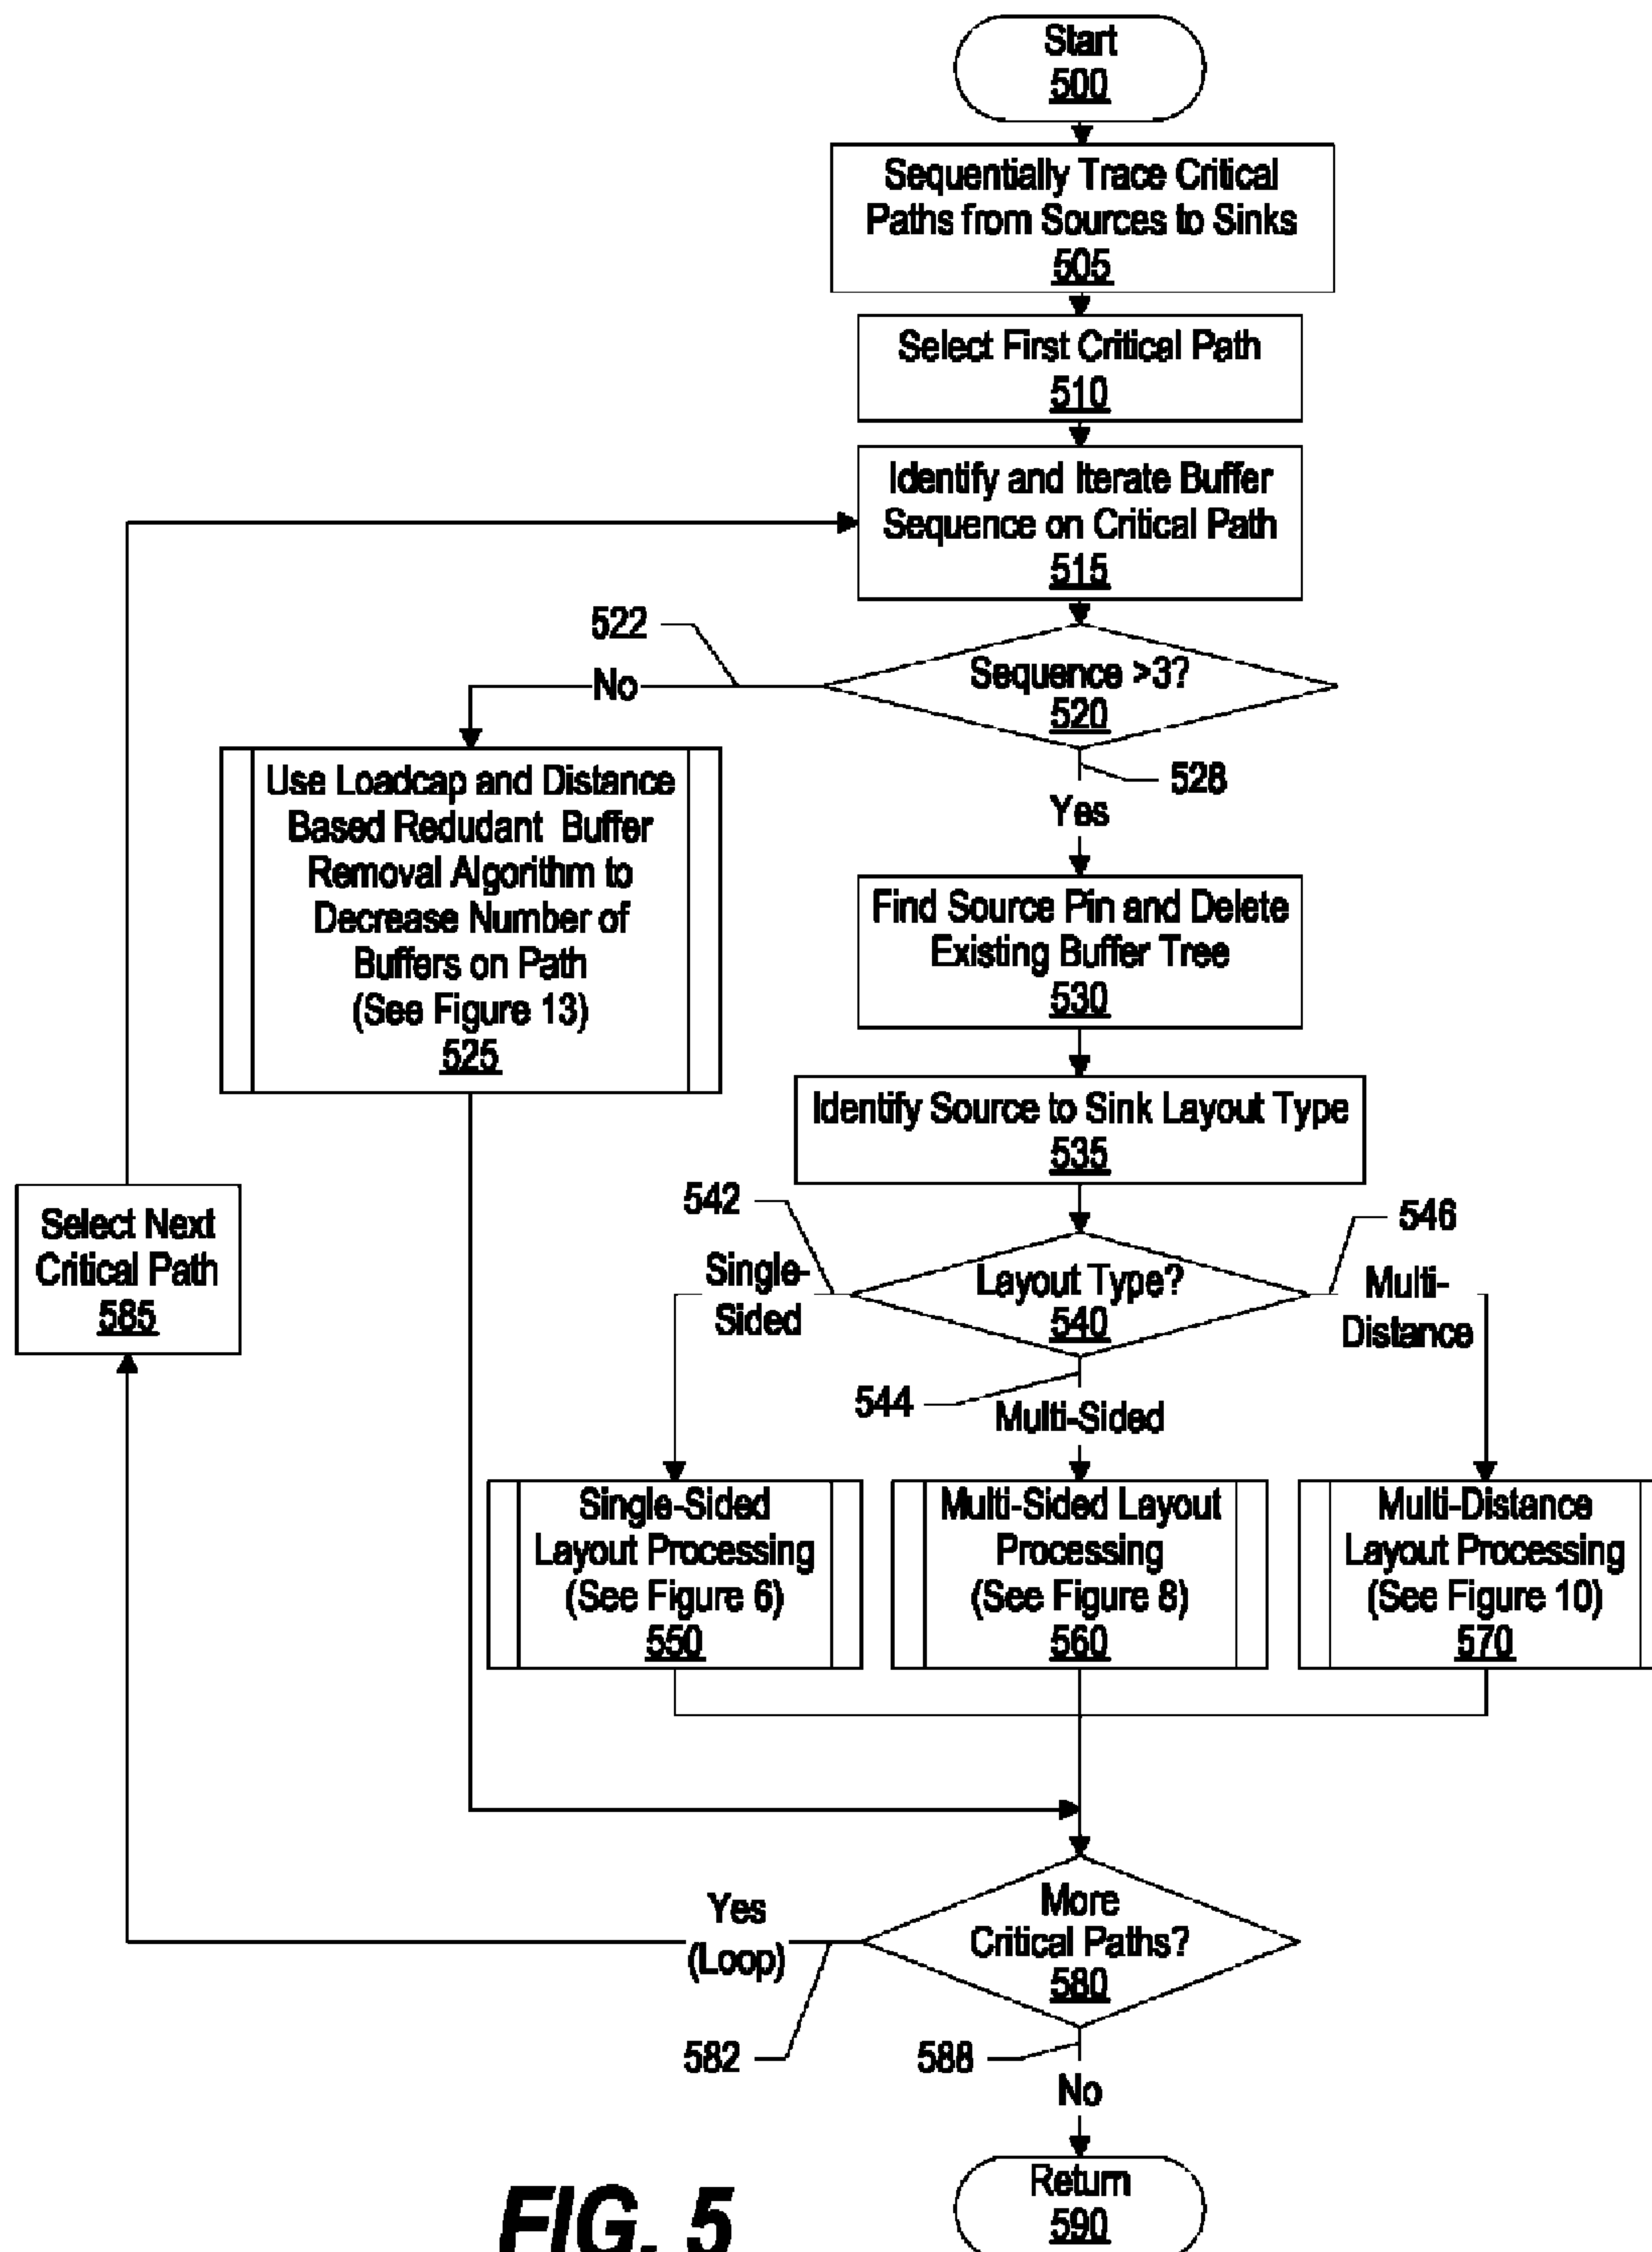 Start
500
Sequentially Trace Critical
Paths from Sources to Sinks
505
Select First Critical Path
510
Identify and Iterate Buffer
Sequence on Critical Path
515
522
No
Sequence >3?
520
528
Yes
Use Loadcap and Distance
Based Redudant Buffer
Removal Algorithm to
Decrease Number of
Buffers on Path
(See Figure 13)
525
Find Source Pin and Delete
Existing Buffer Tree
530
Identify Source to Sink Layout Type
535
Select Next
Critical Path
585
542
Single-
Sided
Layout Type?
540
546
Multi-
Distance
544
Multi-Sided
Single-Sided
Layout Processing
(See Figure 6)
550
Multi-Sided Layout
Processing
(See Figure 8)
560
Multi-Distance
Layout Processing
(See Figure 10)
570
Yes
(Loop)
More
Critical Paths?
580
582
588
No
Return
590
FIG. 5